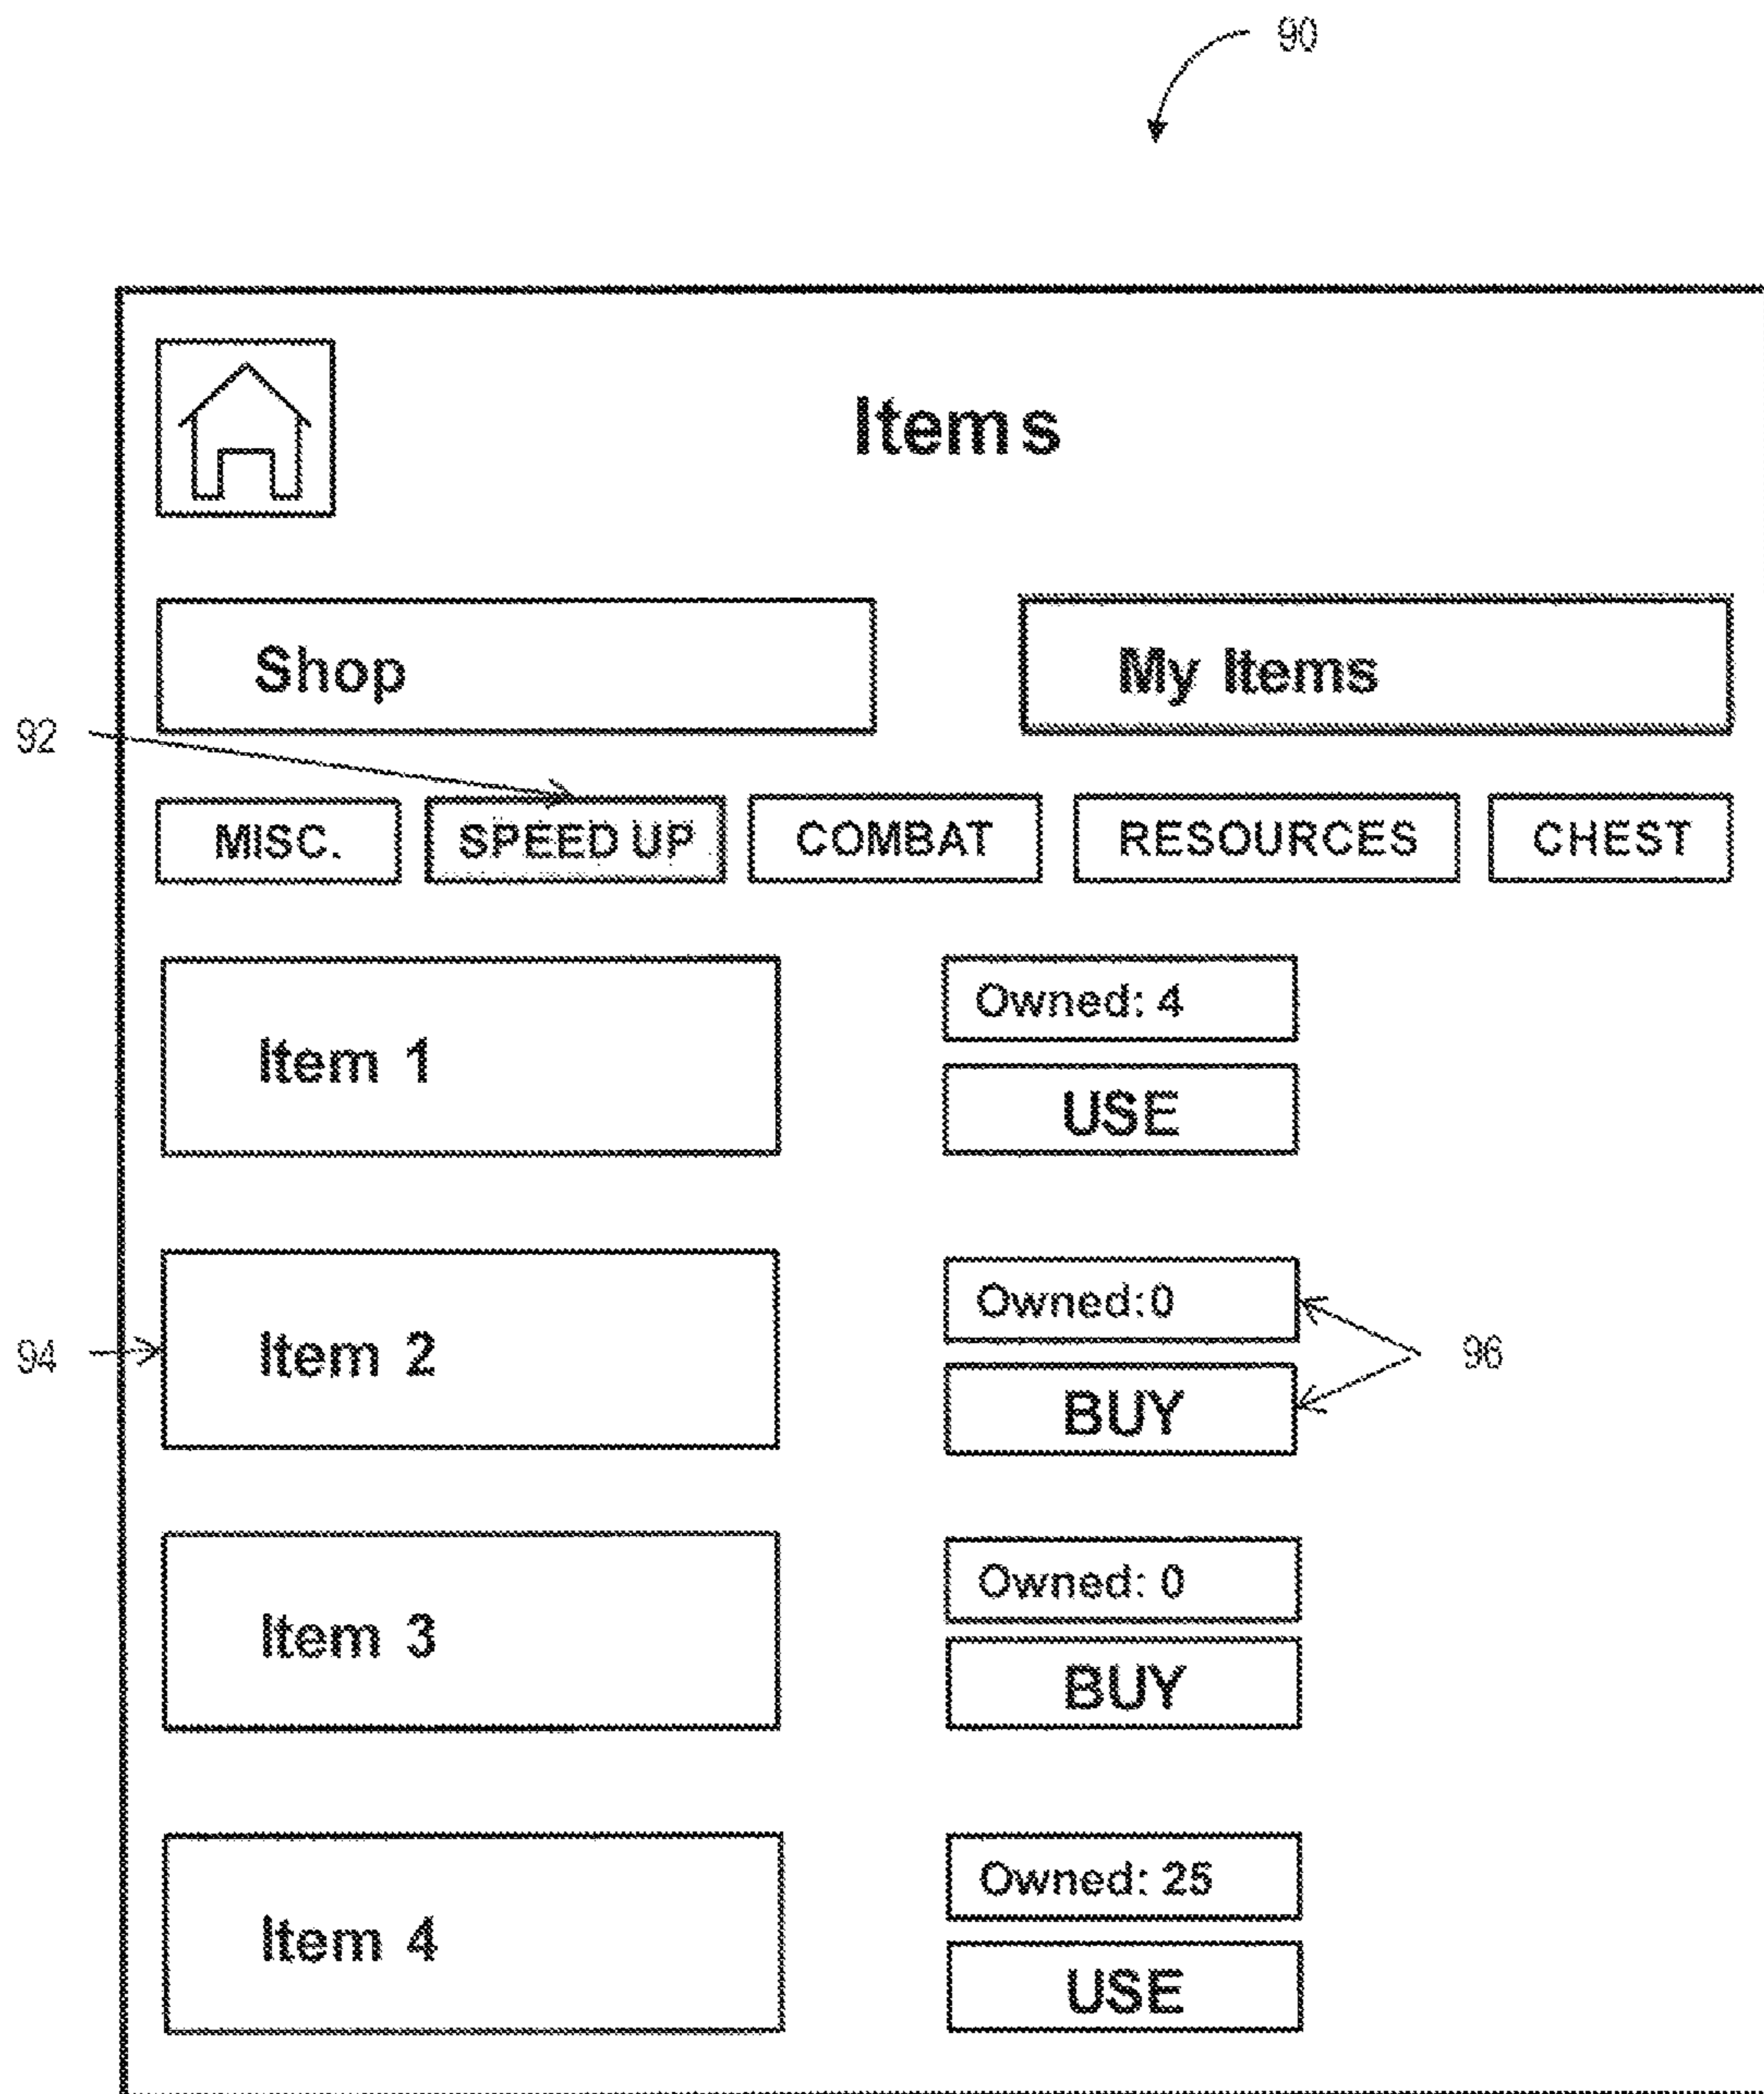 90
Items
Shop My Items
92
MISC. SPEED UP COMBAT RESOURCES CHEST
Item 1
Owned: 4
USE
94
Item 2
Owned:0
BUY
96
Item 3
Owned: 0
BUY
Item 4
Owned: 25
USE